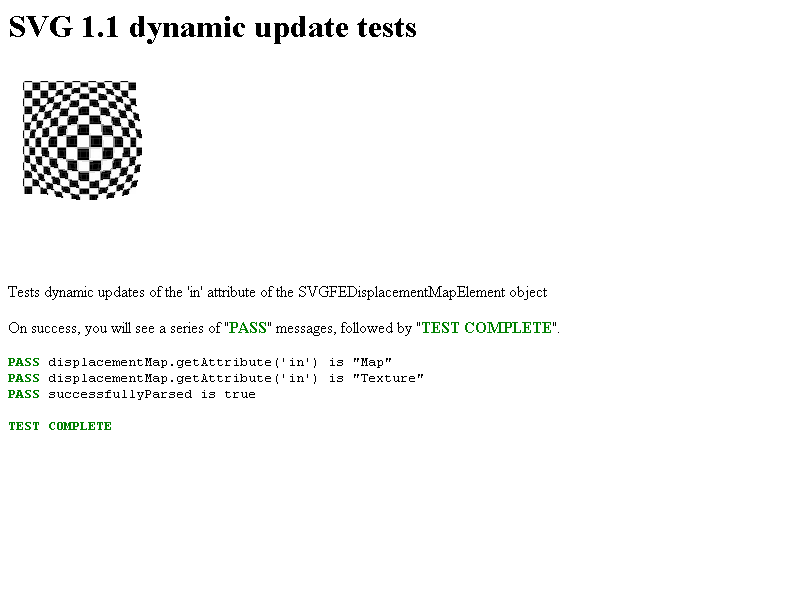 SVG 1.1 dynamic update tests
Tests dynamic updates of the 'in' attribute of the SVGFEDisplacementMapElement object
On success, you will see a series of "PASS" messages, followed by "TEST COMPLETE".
PASS displacementMap.getAttribute('in') is "Map"
PASS displacementMap.getAttribute('in') is "Texture"
PASS successfullyParsed is true
TEST COMPLETE